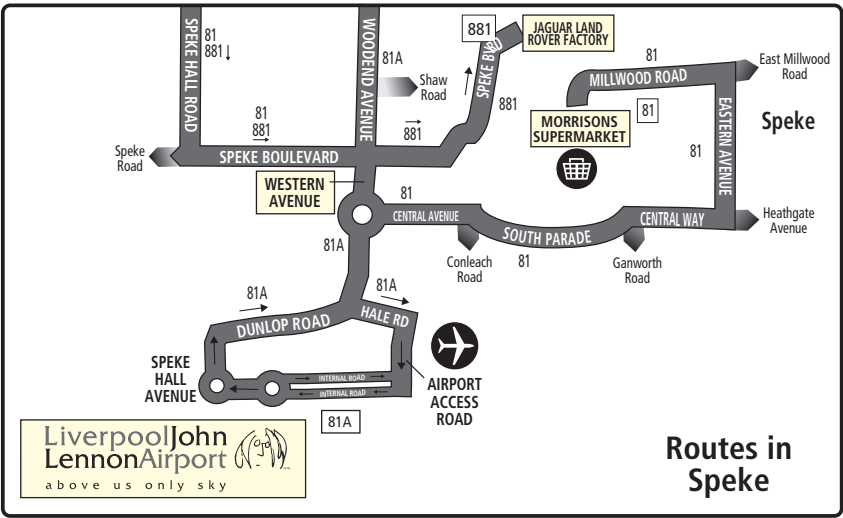 SPEKE HALL ROAD
81
881
WOODEND AVENUE
81A
Shaw
Road
881
SPEKE BVRD
881
JAGUAR LAND
ROVER FACTORY
81
MILLWOOD ROAD
East Millwood
Road
81
MORRISONS
SUPERMARKET
EASTERN AVENUE
81
Speke
81
881
881
Speke
Road
SPEKE BOULEVARD
WESTERN
AVENUE
81
CENTRAL AVENUE
SOUTH PARADE
81
CENTRAL WAY
Heathgate
Avenue
Conleach
Road
Ganworth
Road
81A
81A
81A
DUNLOP ROAD
HALE RD
SPEKE
HALL
AVENUE
INTERNAL ROAD
INTERNAL ROAD
AIRPORT
ACCESS
ROAD
81A
LiverpoolJohn
LennonAirport
above us only sky
Routes in
Speke